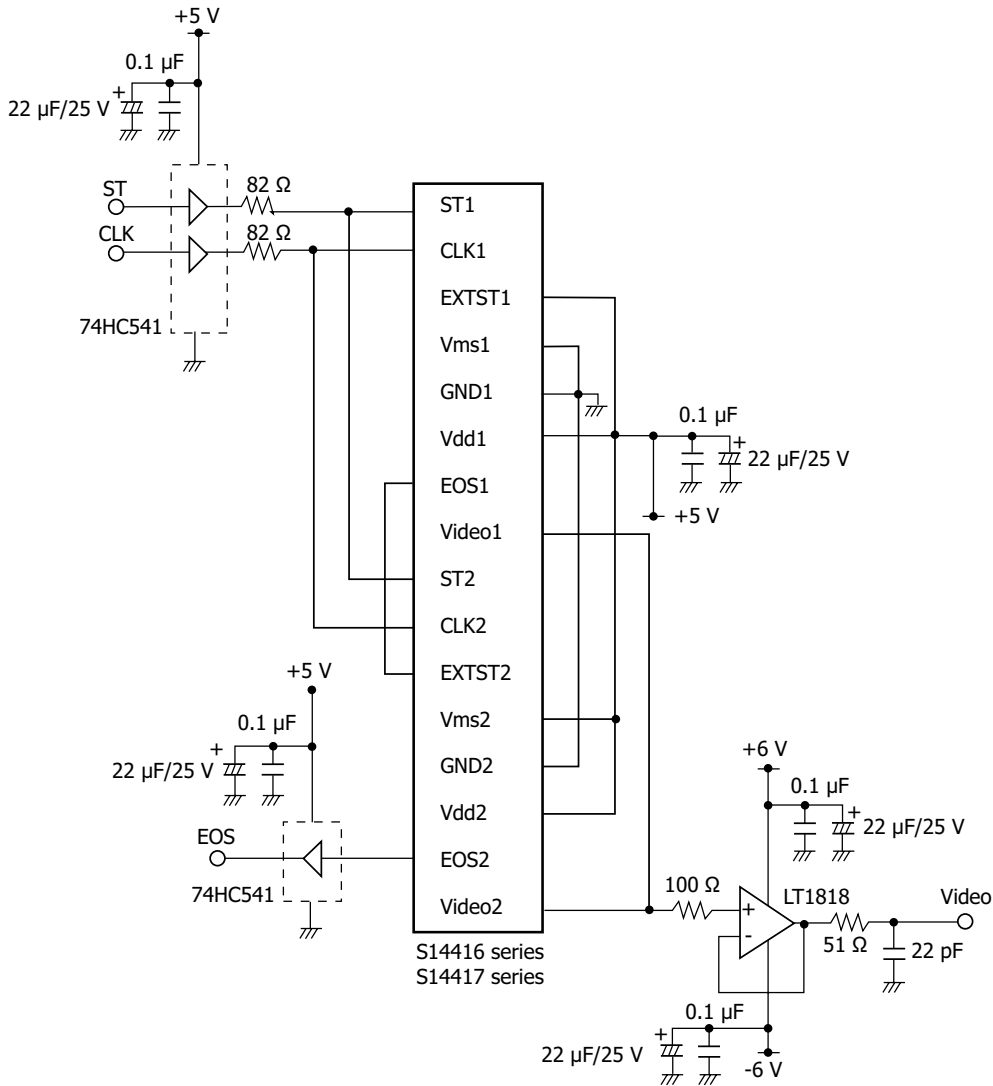 +5 V
0.1 µF
+
22 µF/25 V
ST
82 Ω
CLK
82 Ω
74HC541
ST1
CLK1
EXTST1
Vms1
GND1
Vdd1
EOS1
Video1
ST2
CLK2
EXTST2
Vms2
GND2
Vdd2
EOS2
Video2
S14416 series
S14417 series
0.1 µF
+
22 µF/25 V
+5 V
+5 V
0.1 µF
+
22 µF/25 V
EOS
74HC541
+6 V
0.1 µF
+
22 µF/25 V
100 Ω
LT1818
+
-
51 Ω
Video
22 pF
0.1 µF
+
22 µF/25 V
-6 V